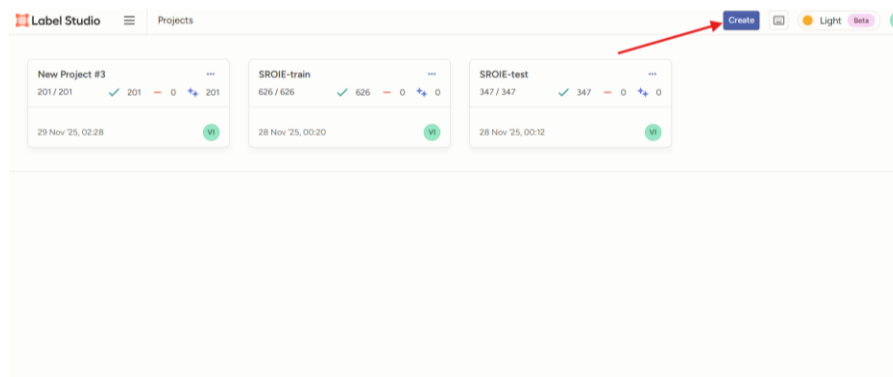 Label Studio Projects Create Light Beta
New Project #3 ...
201 / 201 201 0 201
29 Nov '25, 02:28 VI
SROIE-train ...
626 / 626 626 0 0
28 Nov '25, 00:20 VI
SROIE-test ...
347 / 347 347 0 0
28 Nov '25, 00:12 VI